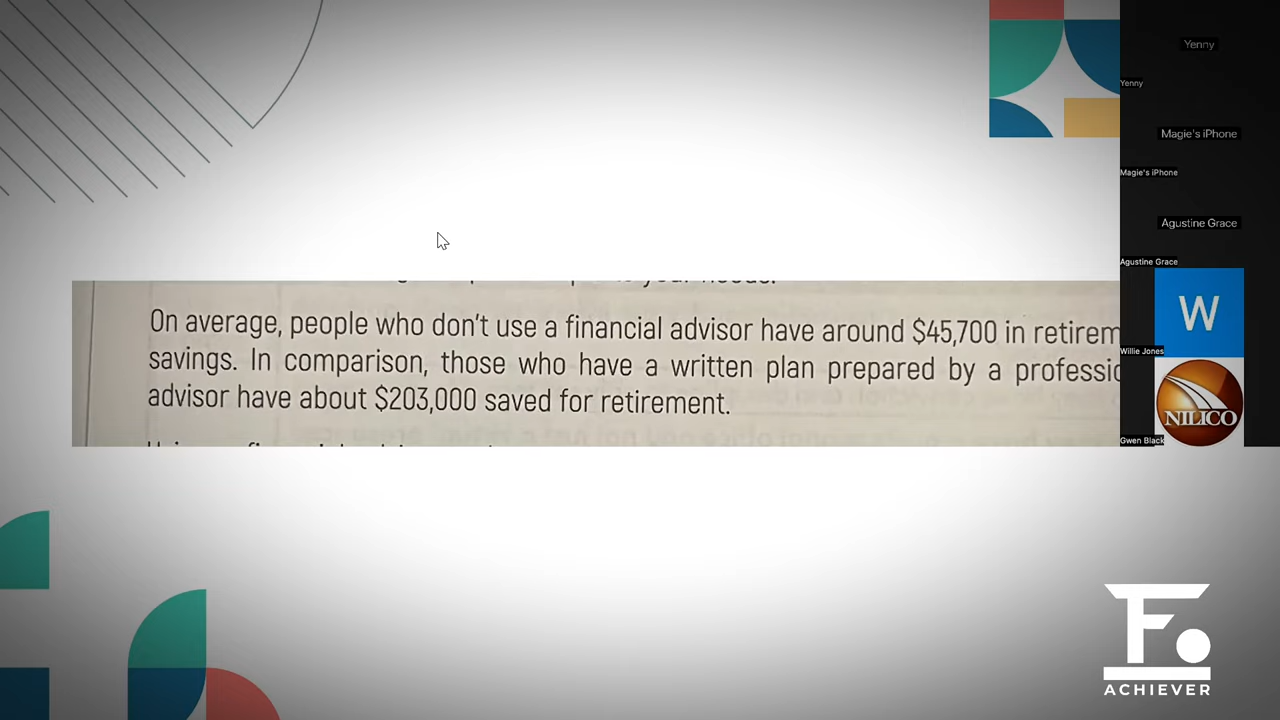 Yenny
Yenny
Magie's iPhone
Magie's iPhone
Agustine Grace
Agustine Grace
W
Willie Jones
NILICO
Gwen Black
On average, people who don't use a financial advisor have around $45,700 in retirem
savings. In comparison, those who have a written plan prepared by a professio
advisor have about $203,000 saved for retirement.
F.
ACHIEVER